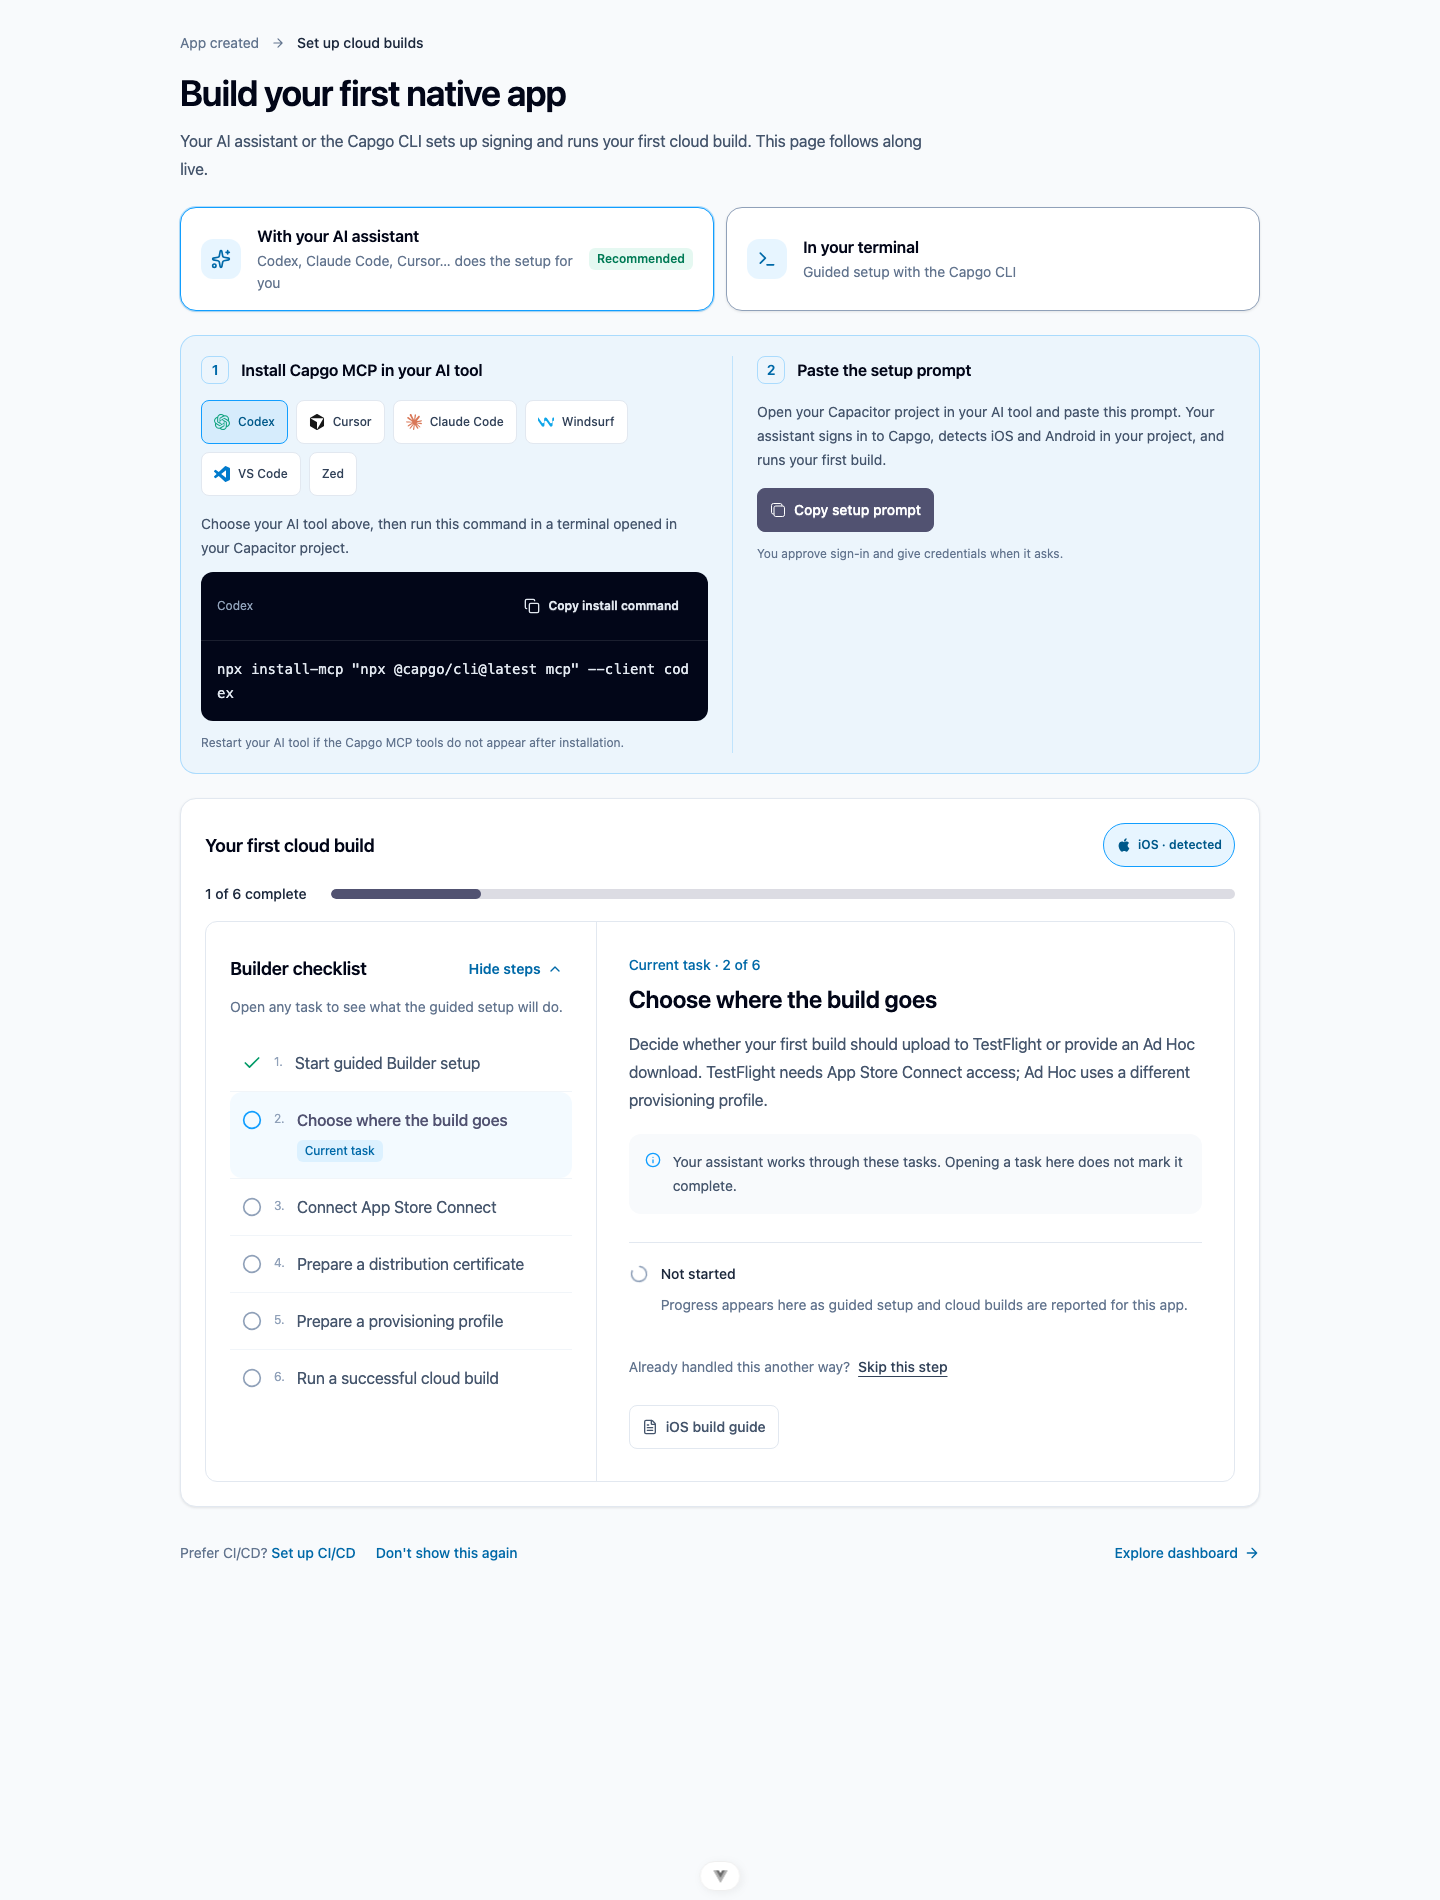 App created
Set up cloud builds
Build your first native app
Your AI assistant or the Capgo CLI sets up signing and runs your first cloud build. This page follows along
live.
With your AI assistant
Codex, Claude Code, Cursor... does the setup for
you
Recommended
In your terminal
Guided setup with the Capgo CLI
1
Install Capgo MCP in your AI tool
Codex
Cursor
Claude Code
Windsurf
VS Code
Zed
Choose your AI tool above, then run this command in a terminal opened in
your Capacitor project.
Codex
Copy install command
npx install-mcp "npx @capgo/cli@latest mcp" --client cod
ex
Restart your AI tool if the Capgo MCP tools do not appear after installation.
2
Paste the setup prompt
Open your Capacitor project in your AI tool and paste this prompt. Your
assistant signs in to Capgo, detects iOS and Android in your project, and
runs your first build.
Copy setup prompt
You approve sign-in and give credentials when it asks.
Your first cloud build
iOS · detected
1 of 6 complete
Builder checklist
Hide steps
Open any task to see what the guided setup will do.
1. Start guided Builder setup
2. Choose where the build goes
Current task
3. Connect App Store Connect
4. Prepare a distribution certificate
5. Prepare a provisioning profile
6. Run a successful cloud build
Current task · 2 of 6
Choose where the build goes
Decide whether your first build should upload to TestFlight or provide an Ad Hoc
download. TestFlight needs App Store Connect access; Ad Hoc uses a different
provisioning profile.
Your assistant works through these tasks. Opening a task here does not mark it
complete.
Not started
Progress appears here as guided setup and cloud builds are reported for this app.
Already handled this another way? Skip this step
iOS build guide
Prefer CI/CD? Set up CI/CD
Don't show this again
Explore dashboard